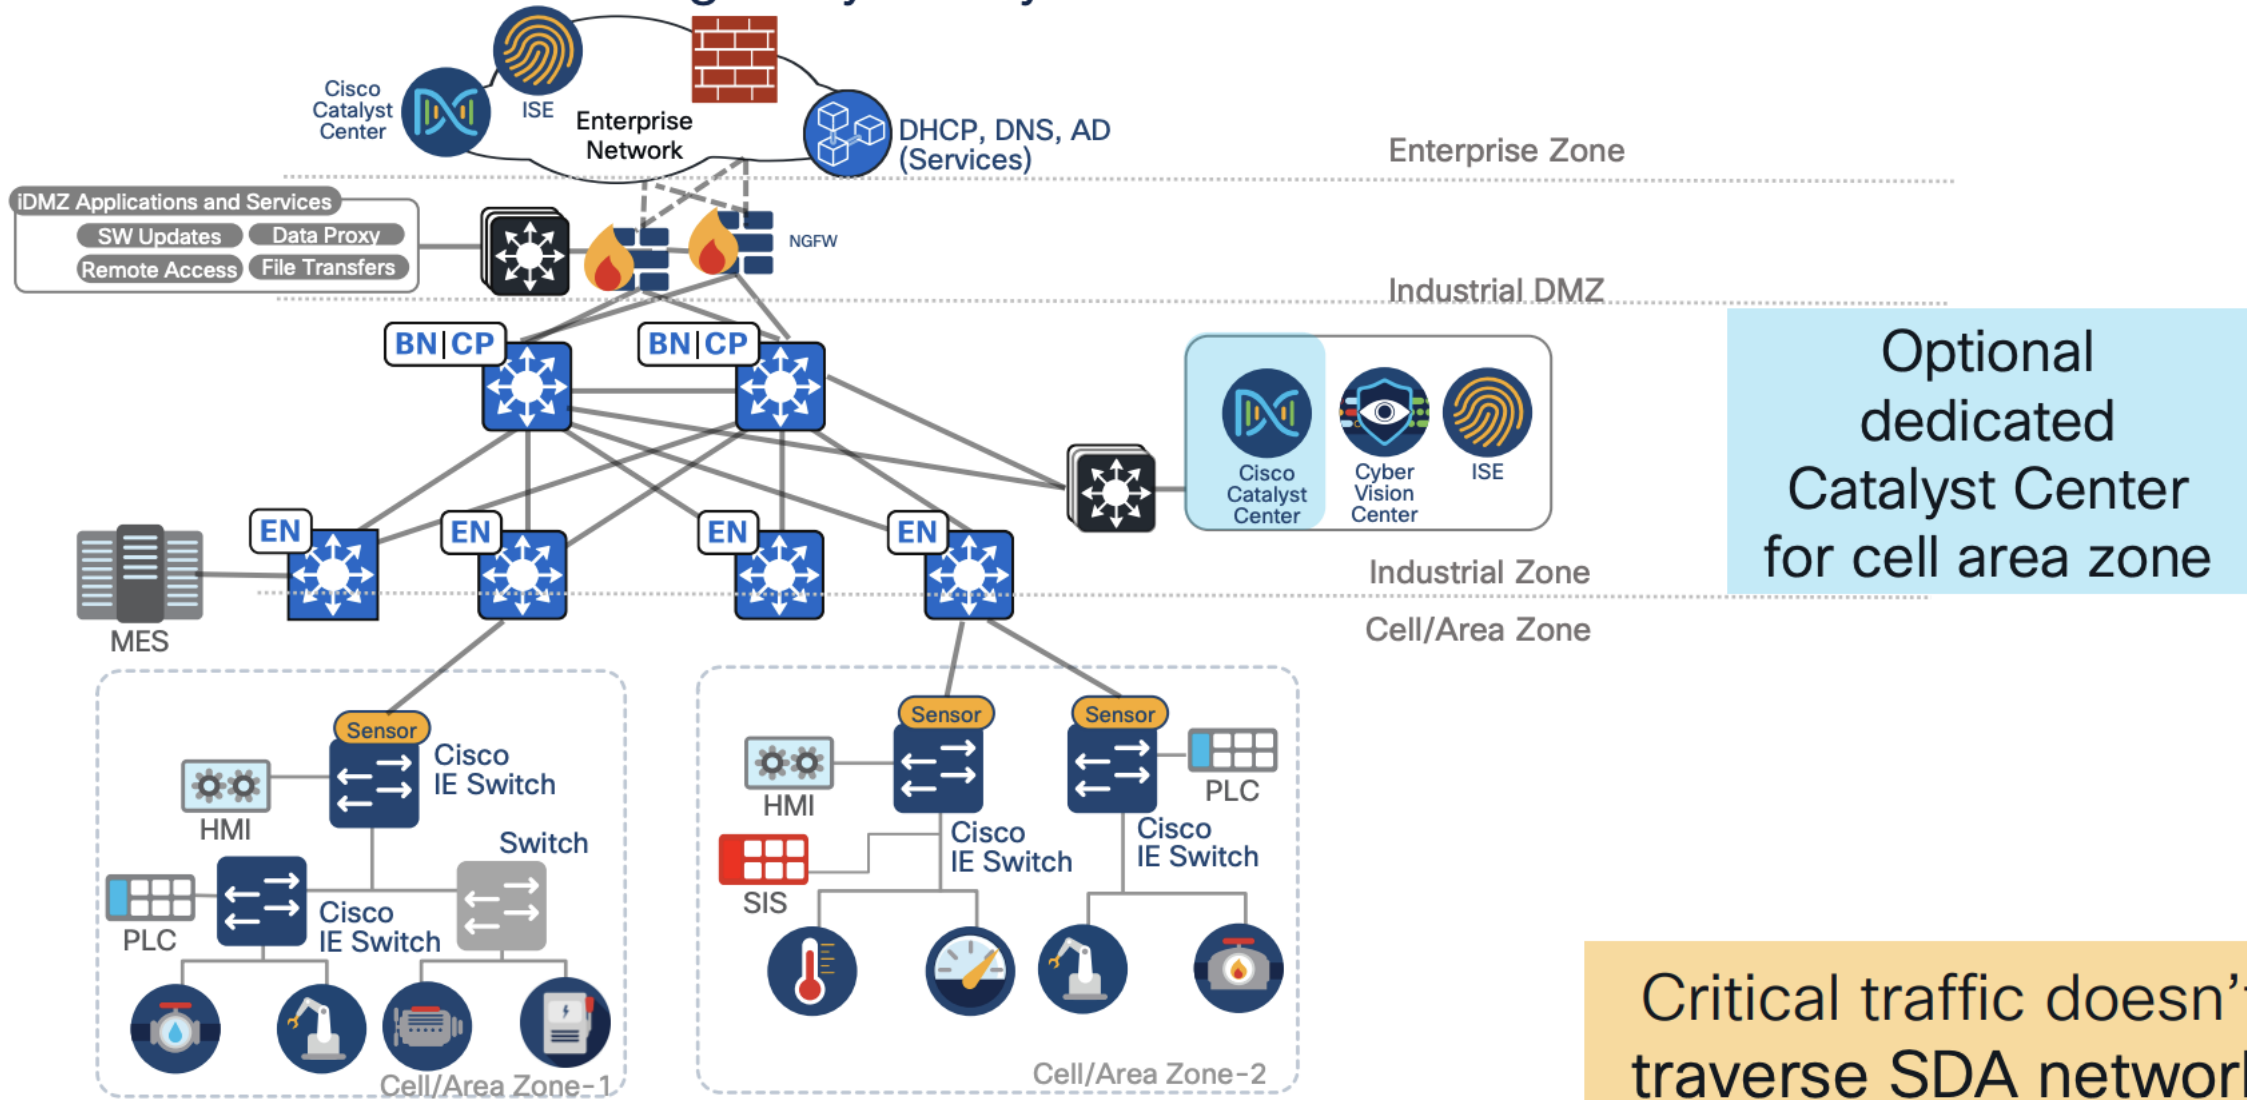 Cisco
Catalyst
Center
ISE
Enterprise
Network
DHCP, DNS, AD
(Services)
Enterprise Zone
iDMZ Applications and Services
SW Updates
Data Proxy
Remote Access
File Transfers
NGFW
Industrial DMZ
BN|CP
BN|CP
Cisco
Catalyst
Center
Cyber
Vision
Center
ISE
Optional
dedicated
Catalyst Center
for cell area zone
EN
EN
EN
EN
MES
Industrial Zone
Cell/Area Zone
Sensor
Cisco
IE Switch
HMI
Switch
PLC
Cisco
IE Switch
Cell/Area Zone-1
Sensor
Sensor
HMI
PLC
Cisco
IE Switch
Cisco
IE Switch
SIS
Cell/Area Zone-2
Critical traffic doesn't
traverse SDA network